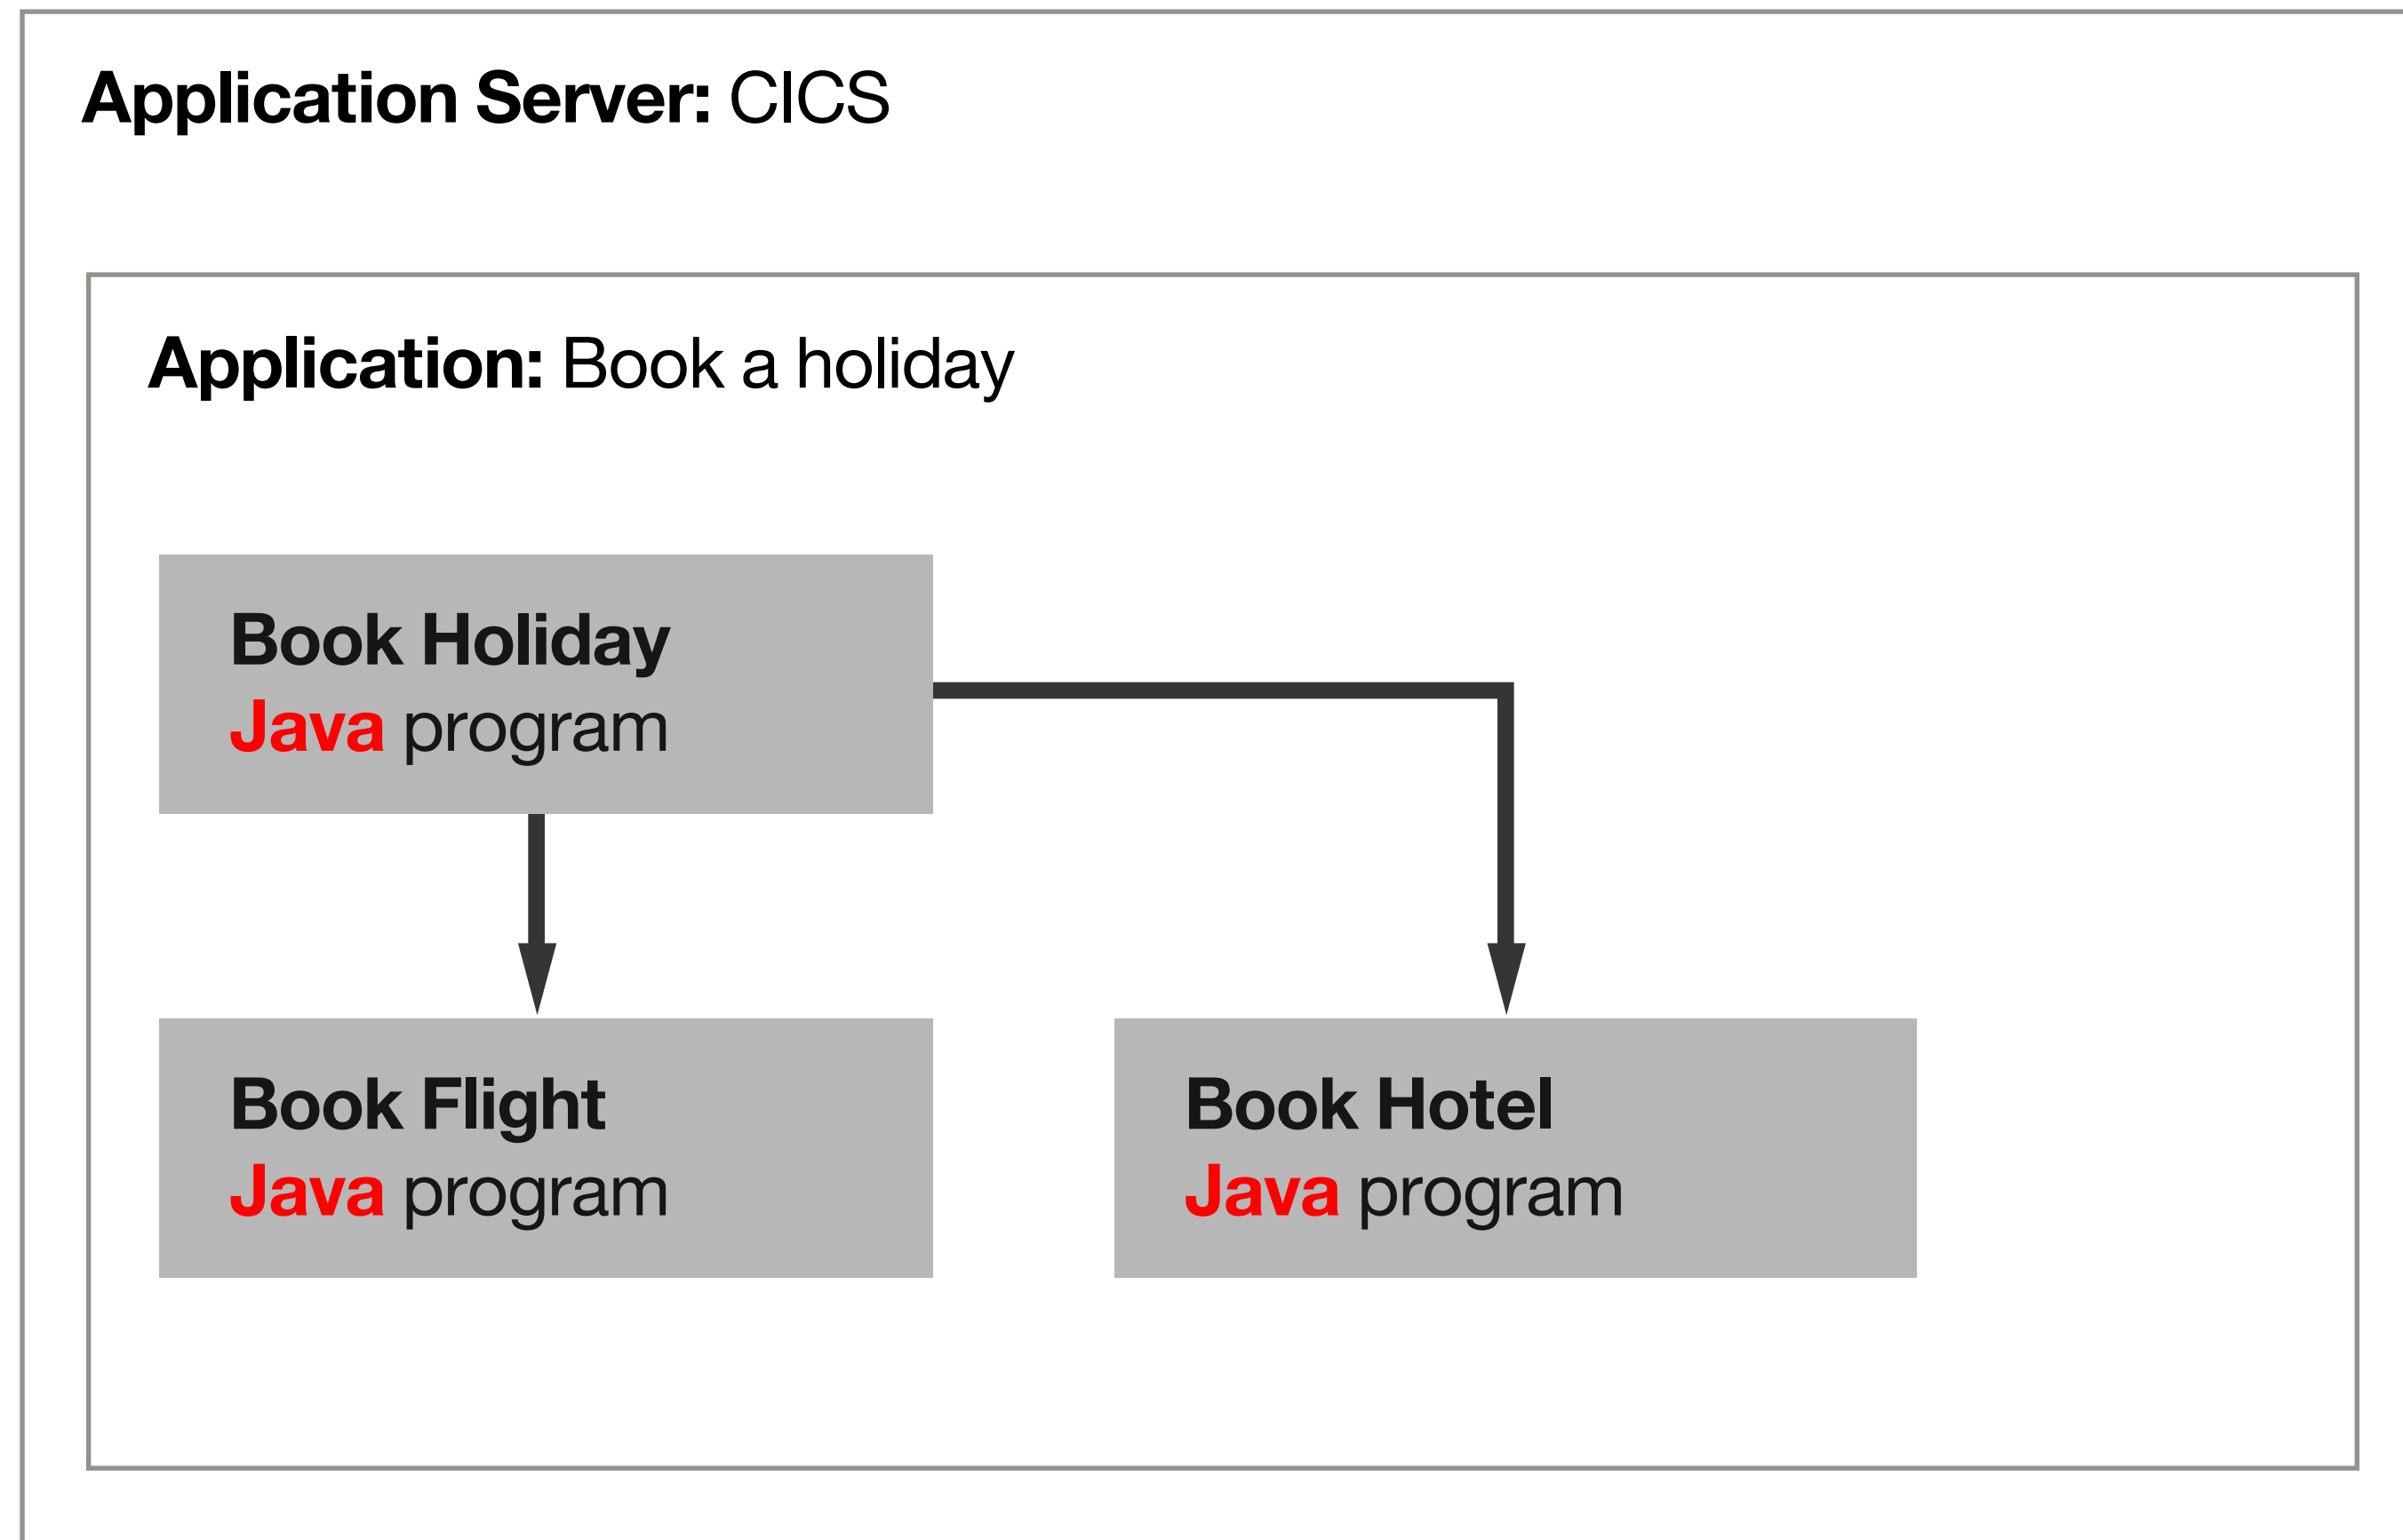 Application Server: CICS
Application: Book a holiday
Book Holiday
Java program
Book Flight
Java program
Book Hotel
Java program